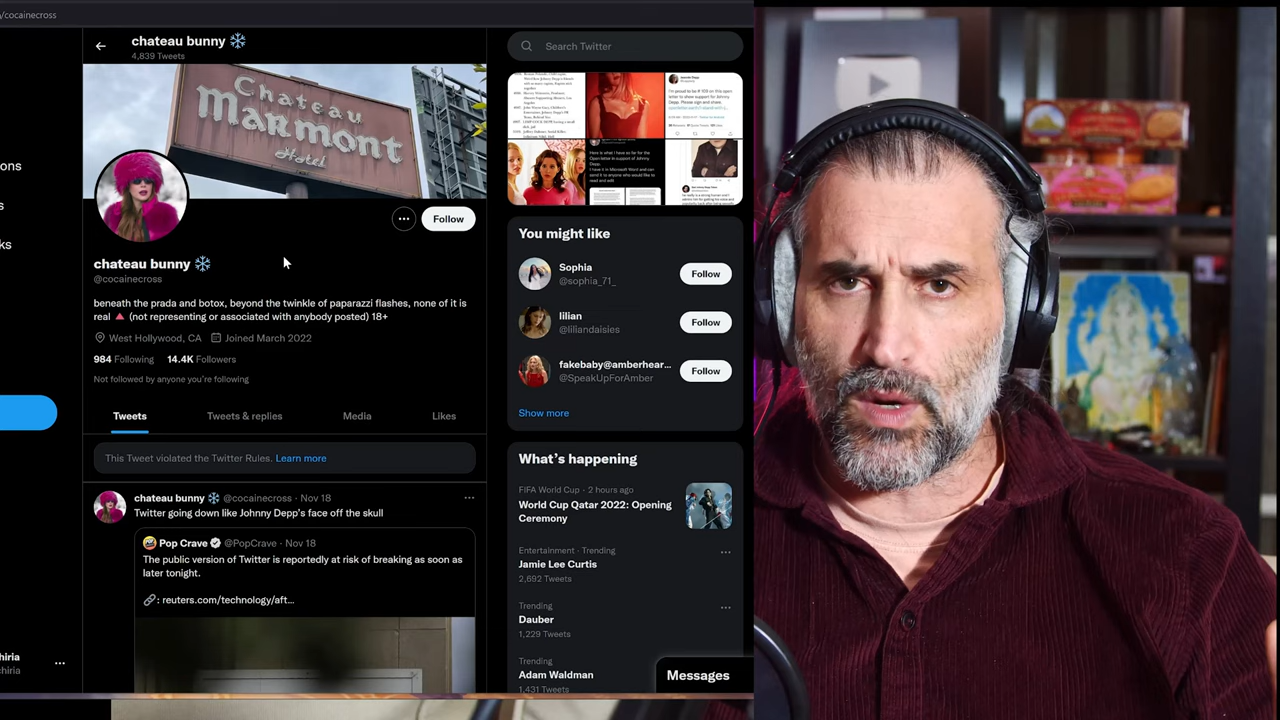 /cocainecross
chateau bunny ❄
4,839 Tweets
Chateau
Marmont
Hotel
Follow
chateau bunny ❄
@cocainecross
beneath the prada and botox, beyond the twinkle of paparazzi flashes, none of it is
real 🔺 (not representing or associated with anybody posted) 18+
West Hollywood, CA Joined March 2022
984 Following 14.4K Followers
Not followed by anyone you're following
Tweets Tweets & replies Media Likes
This Tweet violated the Twitter Rules. Learn more
chateau bunny ❄ @cocainecross · Nov 18
Twitter going down like Johnny Depp's face off the skull
Pop Crave @PopCrave · Nov 18
The public version of Twitter is reportedly at risk of breaking as soon as
later tonight.
🔗: reuters.com/technology/aft...
ons
s
ks
hiria
hiria
Search Twitter
You might like
Sophia
@sophia_71_
Follow
lilian
@liliandaisies
Follow
fakebaby@amberhear...
@SpeakUpForAmber
Follow
Show more
What's happening
FIFA World Cup · 2 hours ago
World Cup Qatar 2022: Opening
Ceremony
Entertainment · Trending
Jamie Lee Curtis
2,692 Tweets
Trending
Dauber
1,229 Tweets
Trending
Adam Waldman
1,431 Tweets
Messages